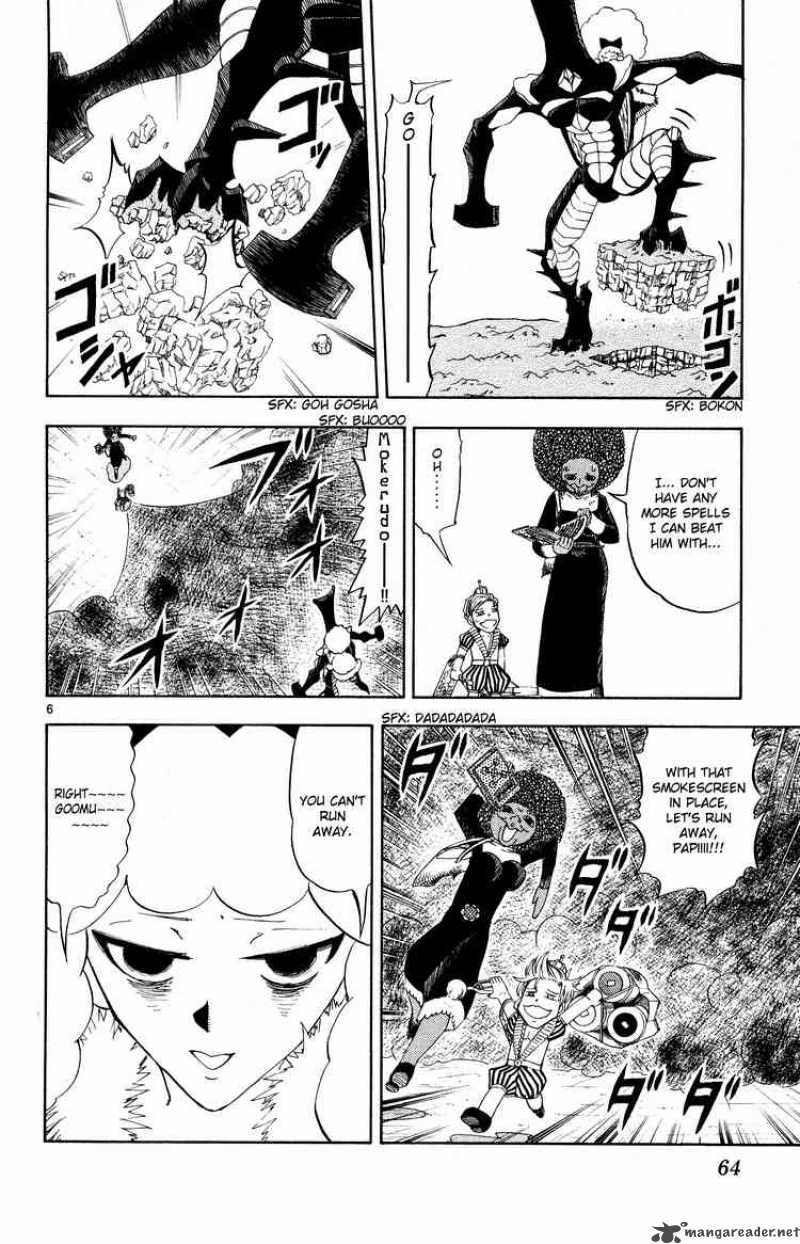 GO
ボコン
SFX: BOKON
ゴ
ゴシャ
SFX: GOH GOSHA
I... DON'T
HAVE ANY
MORE SPELLS
I CAN BEAT
HIM WITH...
OH......
SFX: BUOOOO
Mokerudo—!!
ブオオオ
6
SFX: DADADADADA
WITH THAT
SMOKESCREEN
IN PLACE,
LET'S RUN
AWAY,
PAPIIII!!!
ダダダダダ
YOU CAN'T
RUN
AWAY.
RIGHT~~~~
GOOMU~~~
~~~~
64
mangareader.net